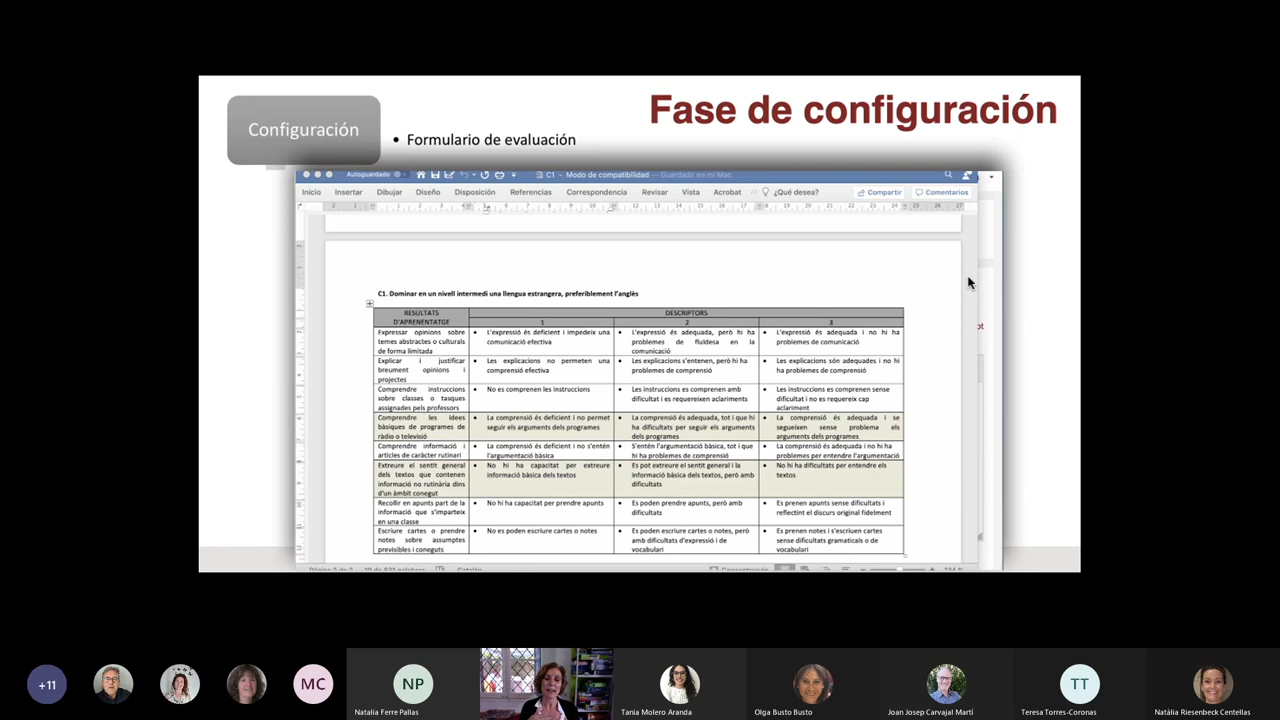 Configuración
Fase de configuración
• Formulario de evaluación
Autoguardado
C1 - Modo de compatibilidad — Guardado en mi Mac
Inicio Insertar Dibujar Diseño Disposición Referencias Correspondencia Revisar Vista Acrobat ¿Qué desea? Compartir Comentarios
C1. Dominar en un nivell intermedi una llengua estrangera, preferiblement l'anglès
RESULTATS
D'APRENENTATGE
DESCRIPTORS
1 2 3
Expressar opinions sobre
temes abstractes o culturals
de forma limitada
• L'expressió és deficient i impedeix una
comunicació efectiva
• L'expressió és adequada, però hi ha
problemes de fluïdesa en la
comunicació
• L'expressió és adequada i no hi ha
problemes de comunicació
Explicar i justificar
breument opinions i
projectes
• Les explicacions no permeten una
comprensió efectiva
• Les explicacions s'entenen, però hi ha
problemes de comprensió
• Les explicacions són adequades i no hi
ha problemes de comprensió
Comprendre instruccions
sobre classes o tasques
assignades pels professors
• No es comprenen les instruccions
• Les instruccions es comprenen amb
dificultat i es requereixen aclariments
• Les instruccions es comprenen sense
dificultat i no es requereix cap
aclariment
Comprendre les idees
bàsiques de programes de
ràdio o televisió
• La comprensió és deficient i no permet
seguir els arguments dels programes
• La comprensió és adequada, tot i que hi
ha dificultats per seguir els arguments
dels programes
• La comprensió és adequada i se
segueixen sense problema els
arguments dels programes
Comprendre informació i
articles de caràcter rutinari
• La comprensió és deficient i no s'entén
l'argumentació bàsica
• S'entén l'argumentació bàsica, tot i que
hi ha problemes de comprensió
• La comprensió és adequada i no hi ha
problemes per entendre l'argumentació
Extreure el sentit general
dels textos que contenen
informació no rutinària dins
d'un àmbit conegut
• No hi ha capacitat per extreure
informació bàsica dels textos
• Es pot extreure el sentit general i la
informació bàsica dels textos, però amb
dificultats
• No hi ha dificultats per entendre els
textos
Recollir en apunts part de la
informació que s'imparteix
en una classe
• No hi ha capacitat per prendre apunts
• Es poden prendre apunts, però amb
dificultats
• Es prenen apunts sense dificultats i
reflectint el discurs original fidelment
Escriure cartes o prendre
notes sobre assumptes
previsibles i coneguts
• No es poden escriure cartes o notes
• Es poden escriure cartes o notes, però
amb dificultats d'expressió i de
vocabulari
• Es prenen notes i s'escriuen cartes
sense dificultats gramaticals o de
vocabulari
+11
MC
NP
TT
Natalia Ferre Pallas
Tania Molero Aranda
Olga Busto Busto
Joan Josep Carvajal Martí
Teresa Torres-Coronas
Natàlia Riesenbeck Centellas